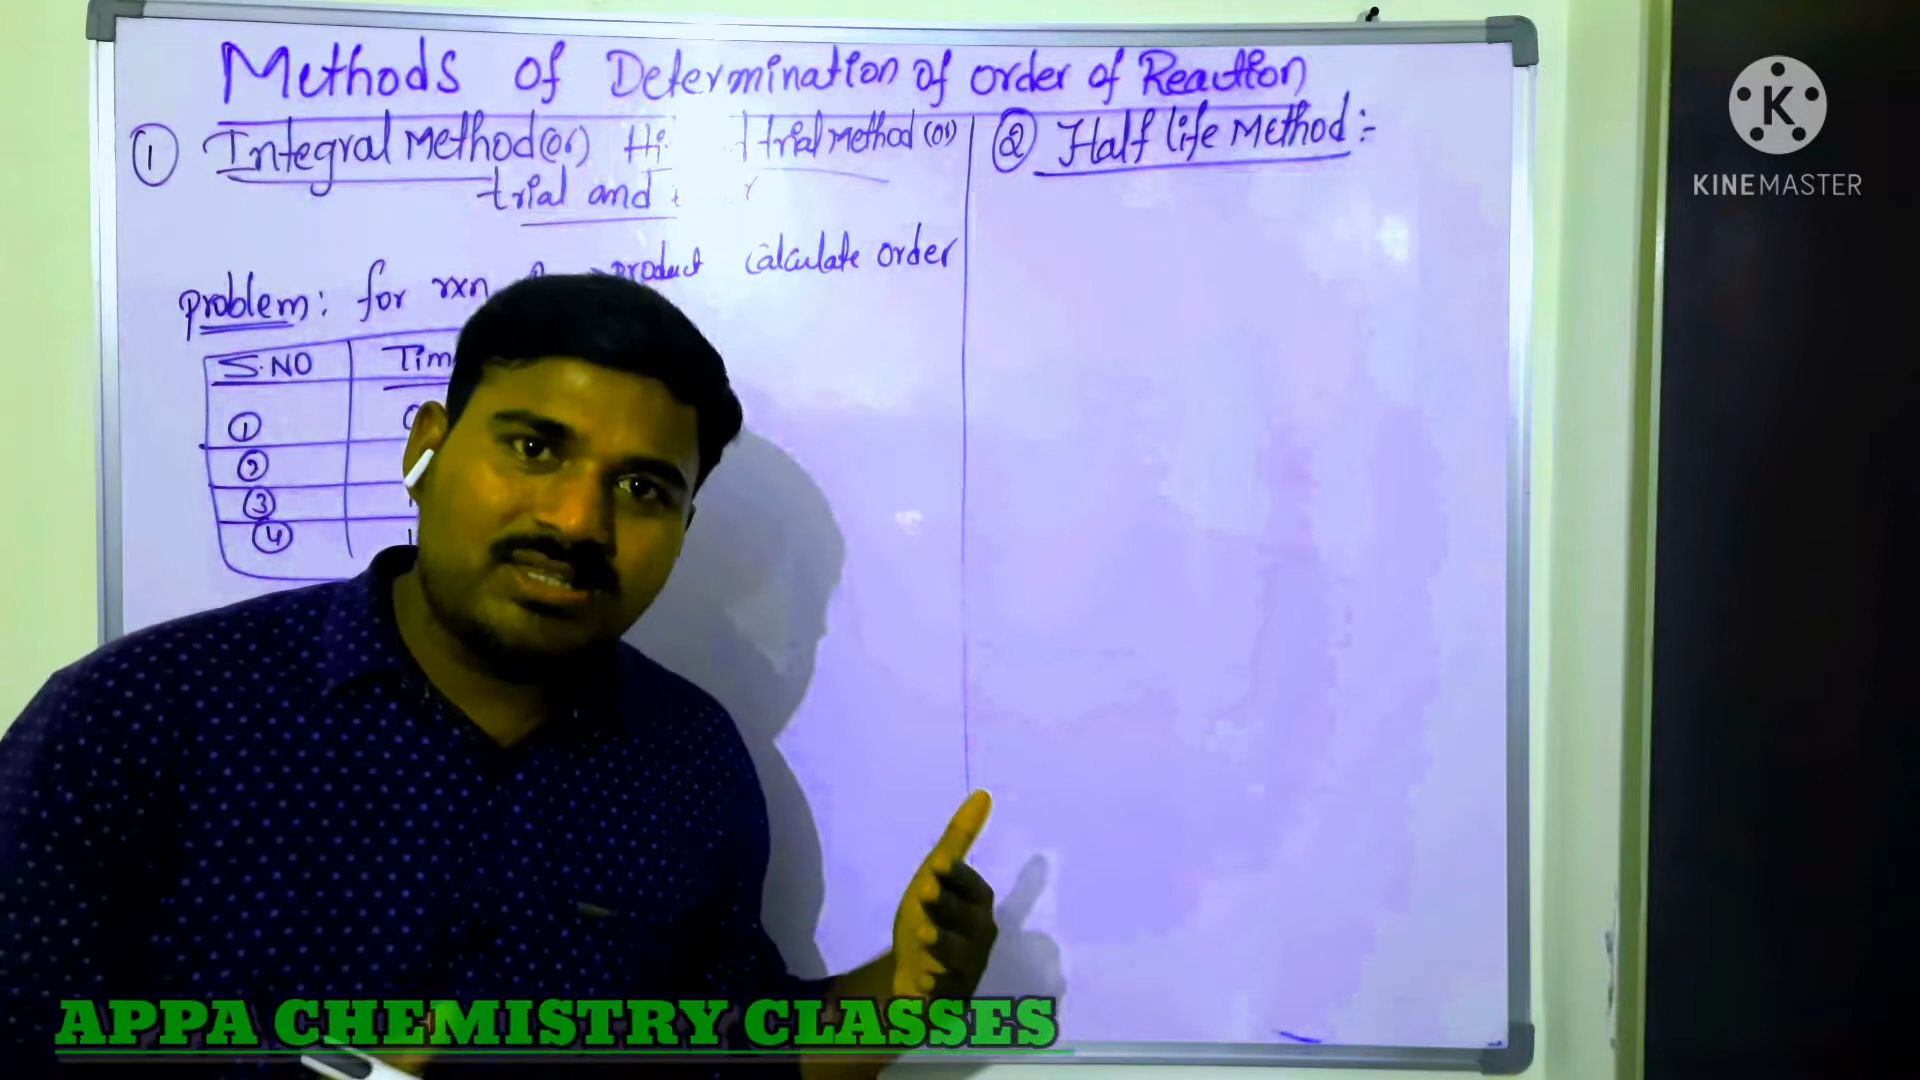 Methods of Determination of order of Reaction
① Integral Method(or) Hi trial Method (or)
trial and
② Half life Method :-
problem : for rxn product calculate order
S.NO Tim
①
②
③
④
K
KINEMASTER
APPA CHEMISTRY CLASSES